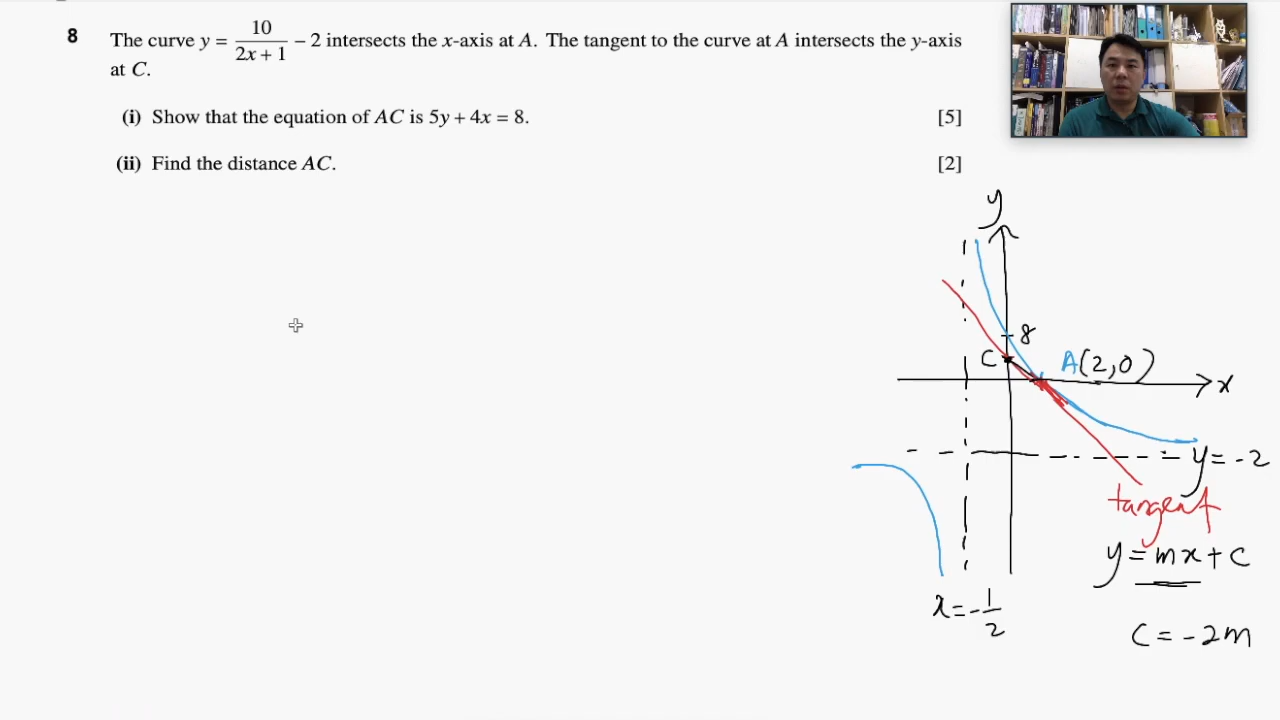 8 The curve y = 10/(2x + 1) − 2 intersects the x-axis at A. The tangent to the curve at A intersects the y-axis
at C.
(i) Show that the equation of AC is 5y + 4x = 8. [5]
(ii) Find the distance AC. [2]
y
8
C
A(2,0)
x
y = -2
tangent
y = mx + c
x = -1/2
C = -2m